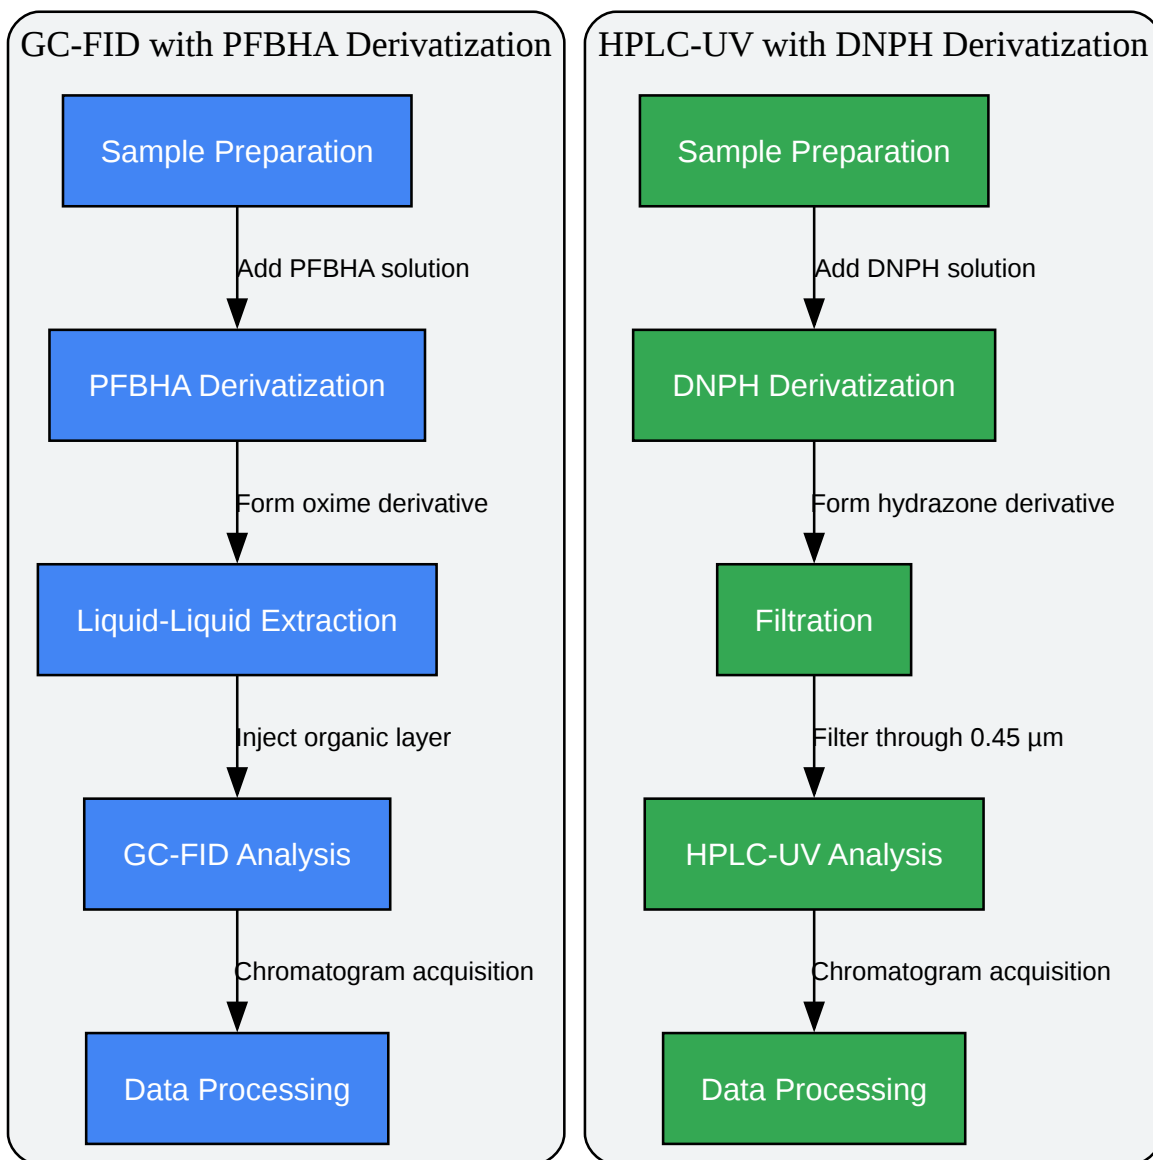 GC-FID with PFBHA Derivatization
Sample Preparation
Add PFBHA solution
PFBHA Derivatization
Form oxime derivative
Liquid-Liquid Extraction
Inject organic layer
GC-FID Analysis
Chromatogram acquisition
Data Processing
HPLC-UV with DNPH Derivatization
Sample Preparation
Add DNPH solution
DNPH Derivatization
Form hydrazone derivative
Filtration
Filter through 0.45 µm
HPLC-UV Analysis
Chromatogram acquisition
Data Processing